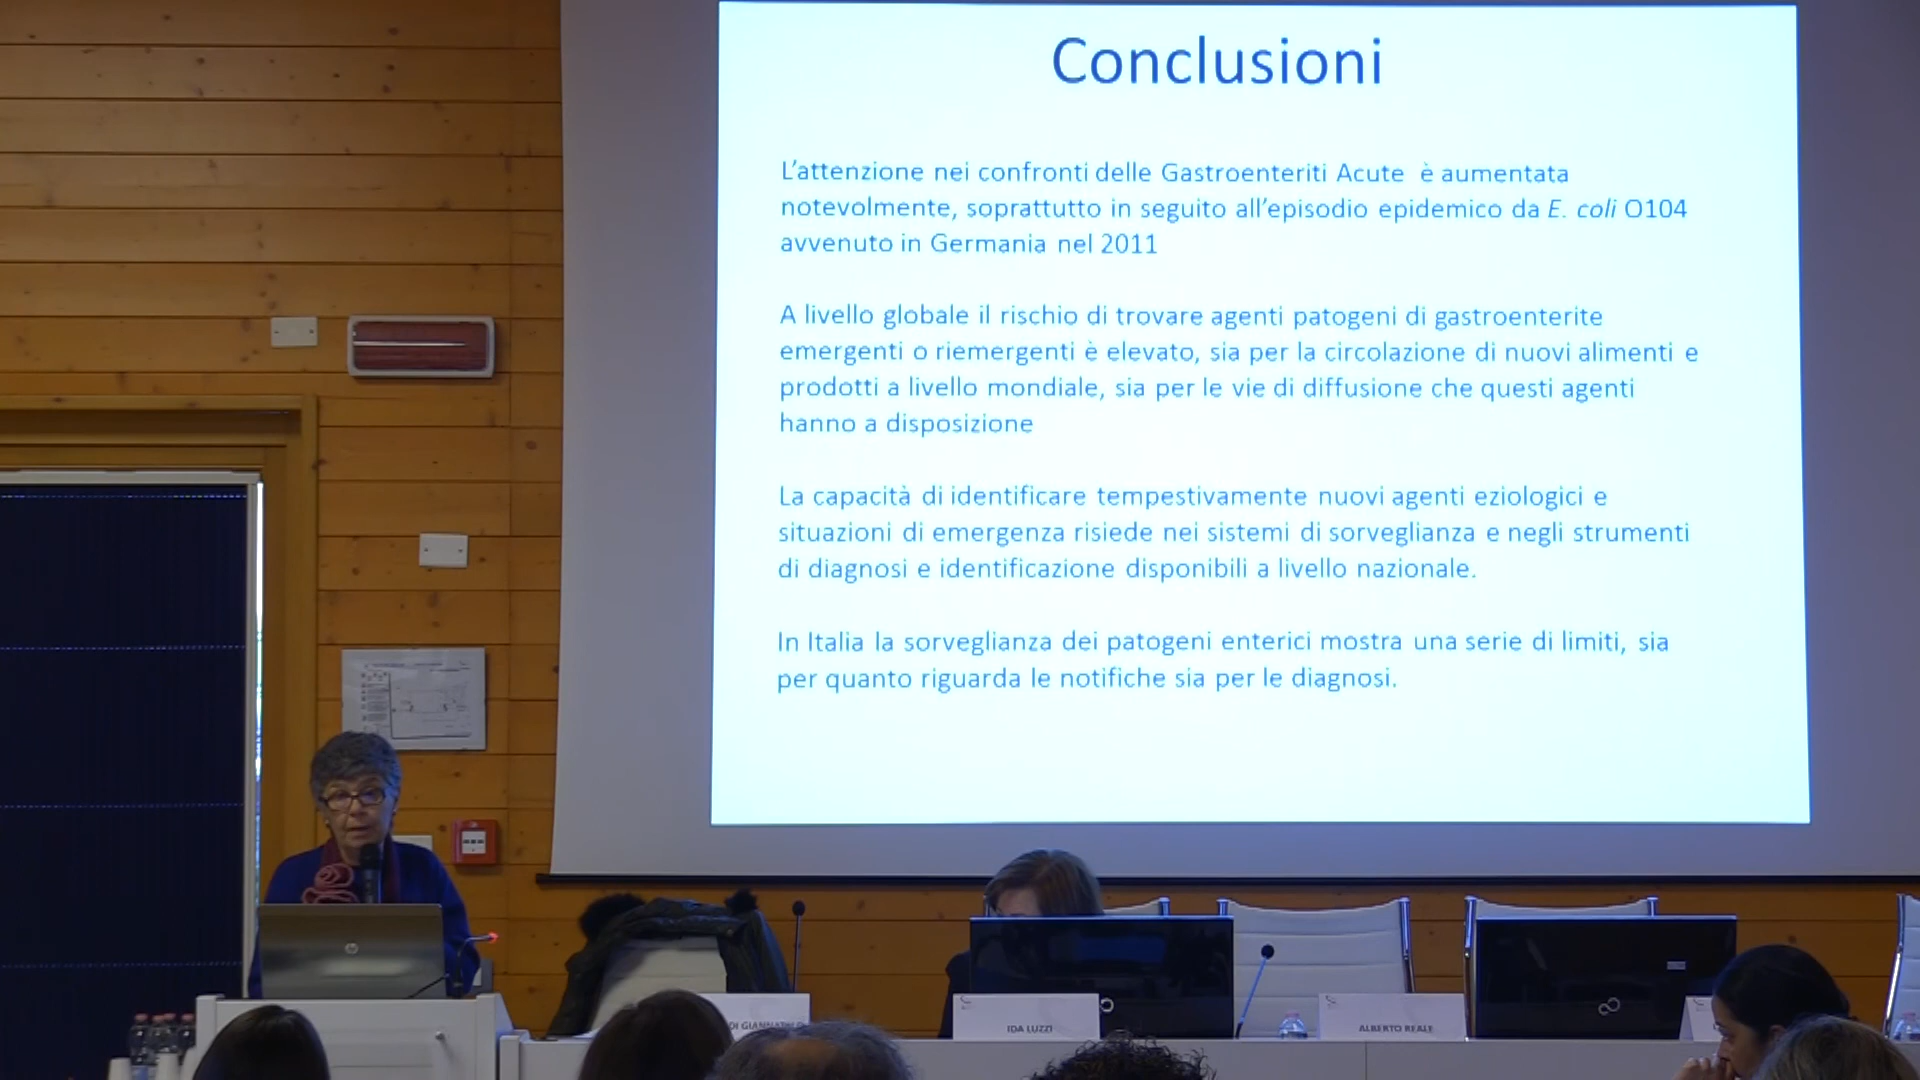 Conclusioni
L'attenzione nei confronti delle Gastroenteriti Acute è aumentata
notevolmente, soprattutto in seguito all'episodio epidemico da E. coli O104
avvenuto in Germania nel 2011
A livello globale il rischio di trovare agenti patogeni di gastroenterite
emergenti o riemergenti è elevato, sia per la circolazione di nuovi alimenti e
prodotti a livello mondiale, sia per le vie di diffusione che questi agenti
hanno a disposizione
La capacità di identificare tempestivamente nuovi agenti eziologici e
situazioni di emergenza risiede nei sistemi di sorveglianza e negli strumenti
di diagnosi e identificazione disponibili a livello nazionale.
In Italia la sorveglianza dei patogeni enterici mostra una serie di limiti, sia
per quanto riguarda le notifiche sia per le diagnosi.
hp
IDA LUZZI
ALBERTO REALE